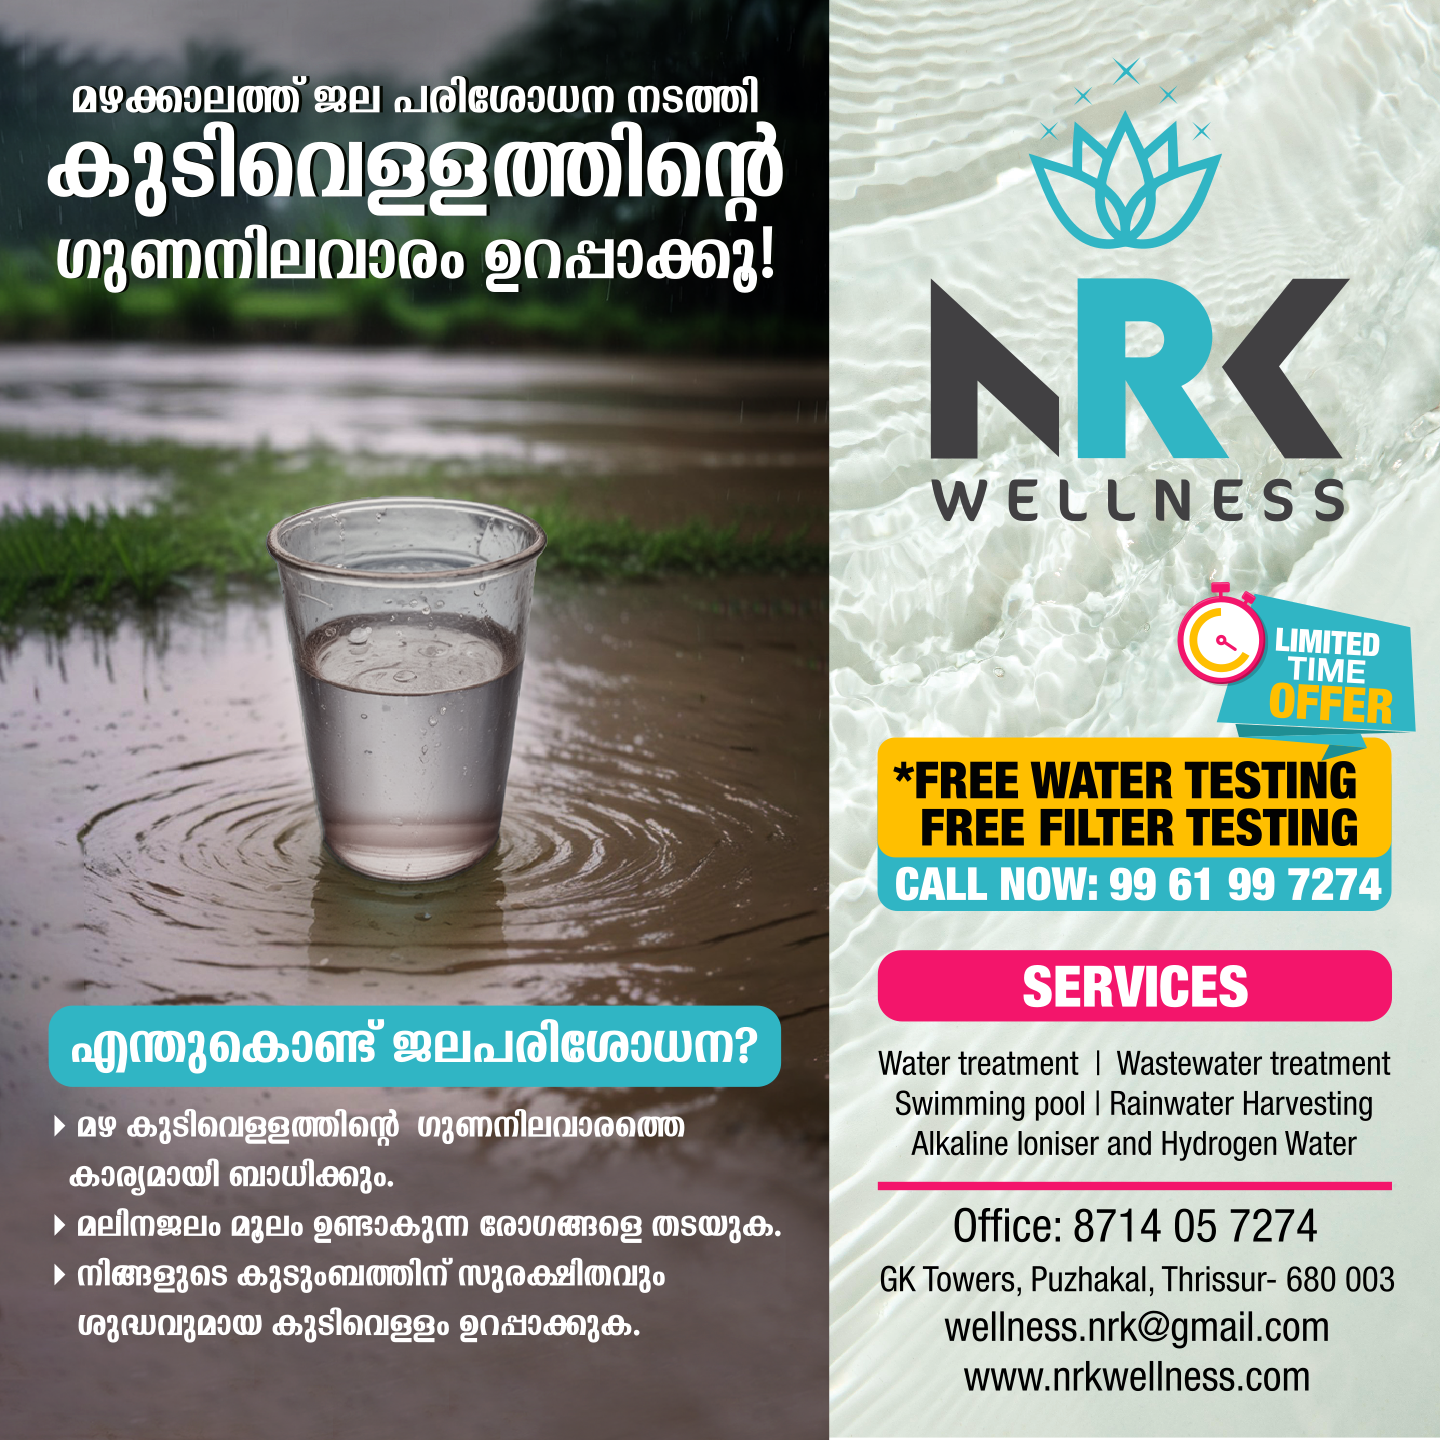 മഴക്കാലത്ത് ജല പരിശോധന നടത്തി
കുടിവെള്ളത്തിന്റെ
ഗുണനിലവാരം ഉറപ്പാക്കൂ!
എന്തുകൊണ്ട് ജലപരിശോധന?
മഴ കുടിവെള്ളത്തിന്റെ ഗുണനിലവാരത്തെ
കാര്യമായി ബാധിക്കും.
മലിനജലം മൂലം ഉണ്ടാകുന്ന രോഗങ്ങളെ തടയുക.
നിങ്ങളുടെ കുടുംബത്തിന് സുരക്ഷിതവും
ശുദ്ധവുമായ കുടിവെള്ളം ഉറപ്പാക്കുക.
NRK
WELLNESS
LIMITED
TIME
OFFER
*FREE WATER TESTING
FREE FILTER TESTING
CALL NOW: 99 61 99 7274
SERVICES
Water treatment | Wastewater treatment
Swimming pool | Rainwater Harvesting
Alkaline Ioniser and Hydrogen Water
Office: 8714 05 7274
GK Towers, Puzhakal, Thrissur- 680 003
wellness.nrk@gmail.com
www.nrkwellness.com